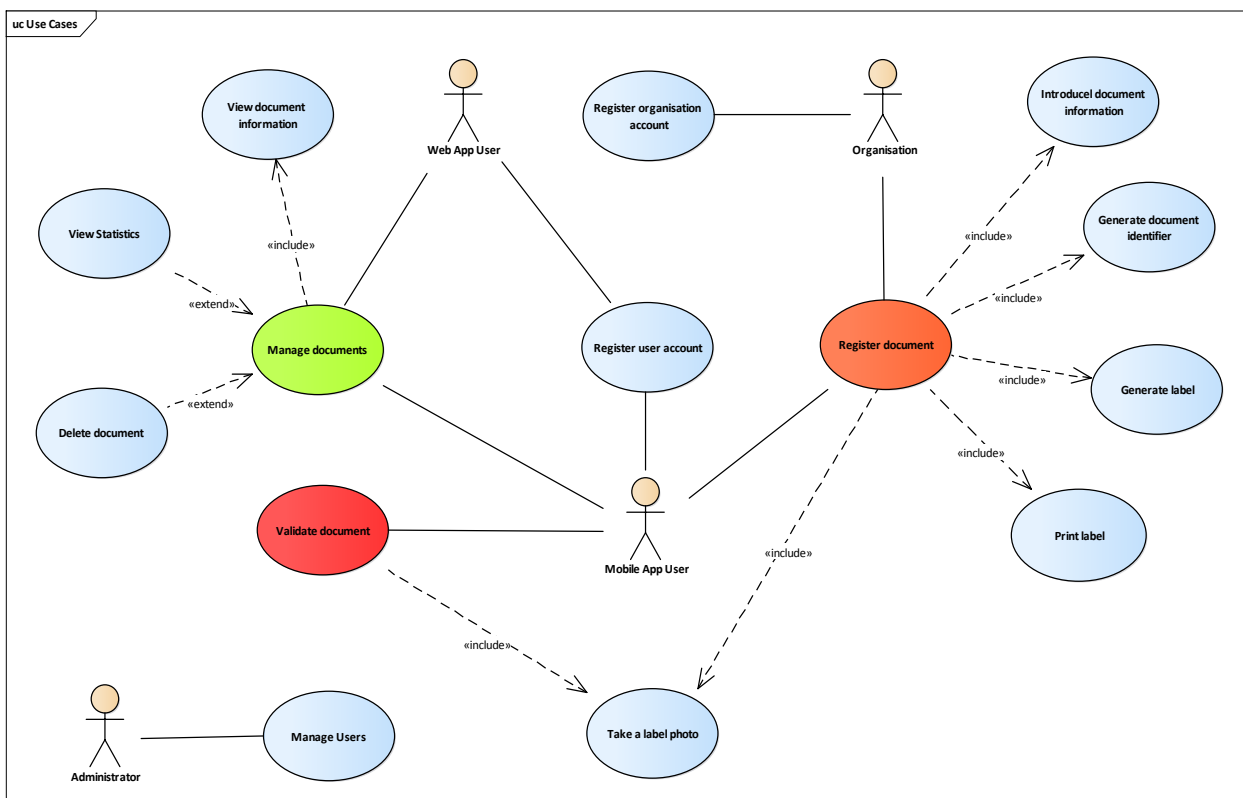 uc Use Cases
View document
information
Web App User
Register organisation
account
Organisation
Introducel document
information
View Statistics
«include»
«extend»
Generate document
identifier
«include»
«include»
Manage documents
Register user account
Register document
«include»
Generate label
«extend»
Delete document
«include»
Validate document
Mobile App User
Print label
«include»
«include»
Take a label photo
Administrator
Manage Users